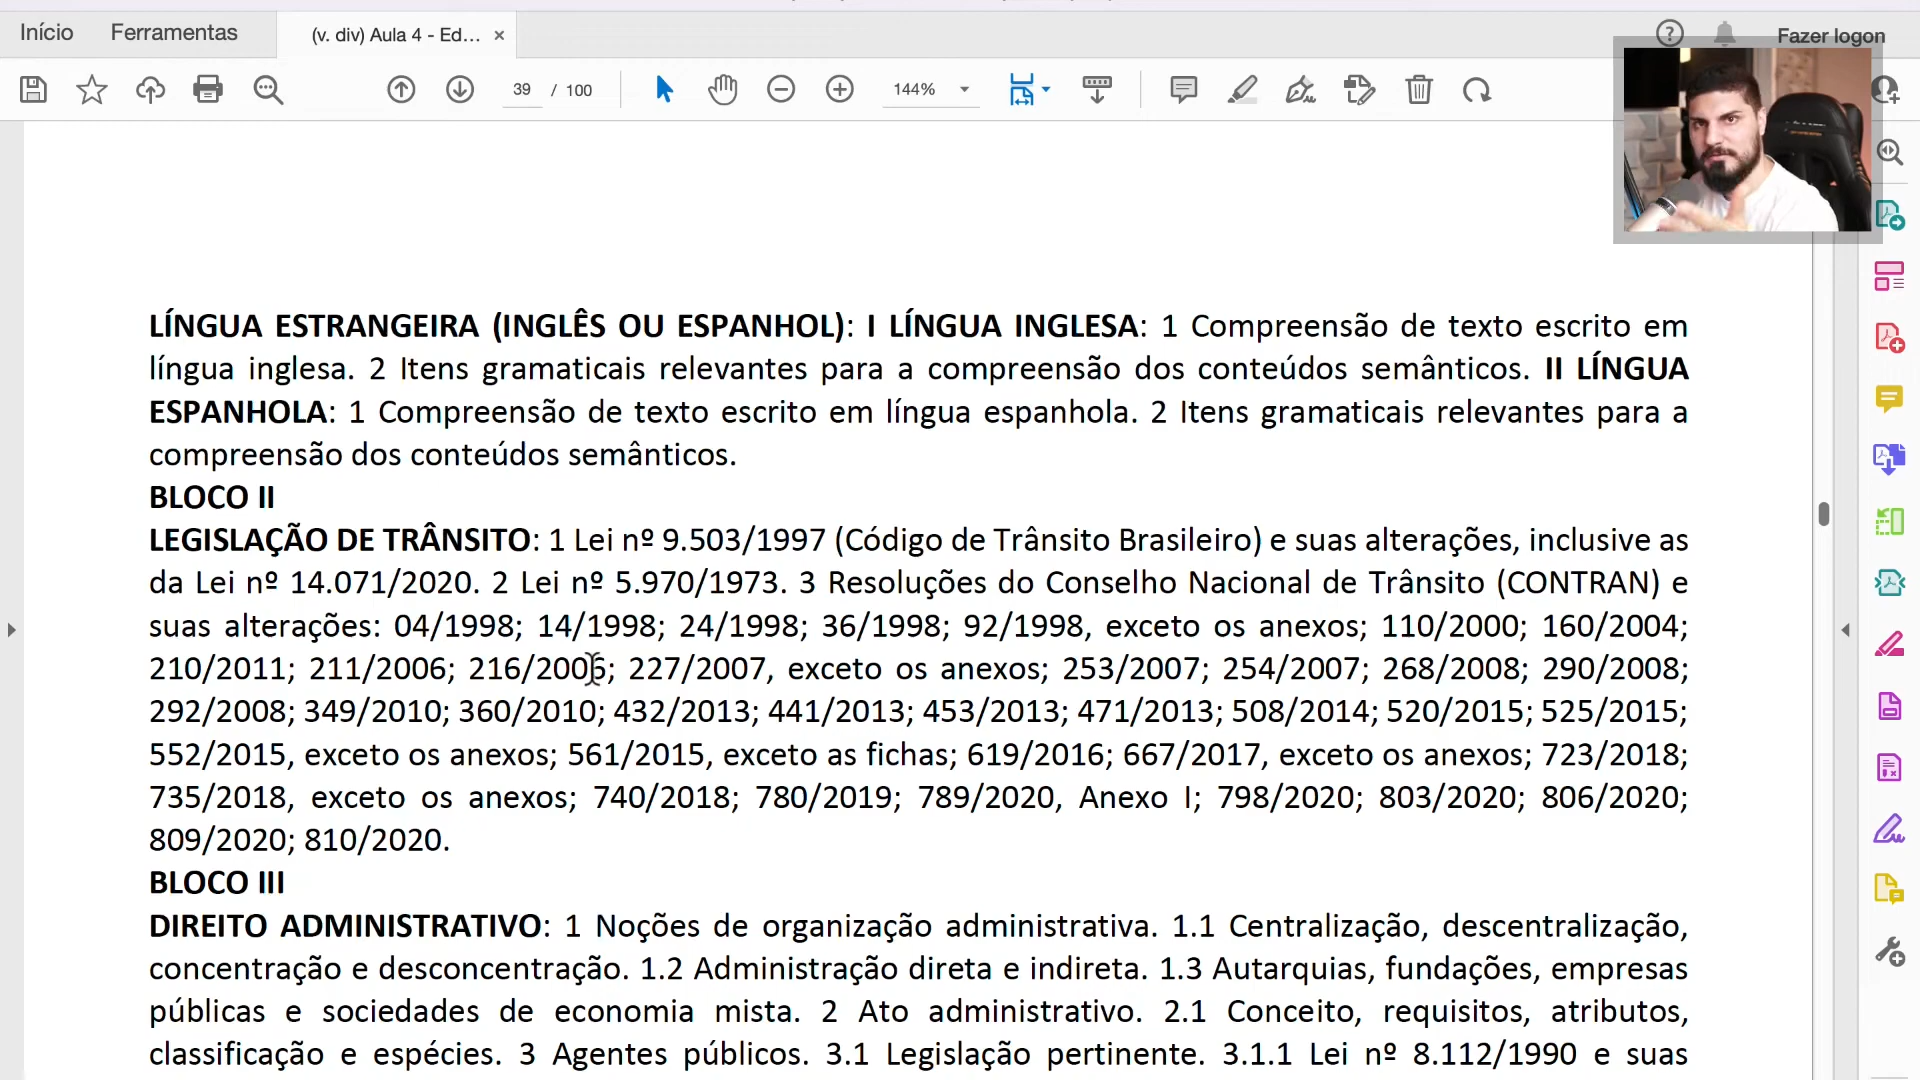 Início
Ferramentas
(v. div) Aula 4 - Ed...
Fazer logon
39 / 100
144%
LÍNGUA ESTRANGEIRA (INGLÊS OU ESPANHOL): I LÍNGUA INGLESA: 1 Compreensão de texto escrito em
língua inglesa. 2 Itens gramaticais relevantes para a compreensão dos conteúdos semânticos. II LÍNGUA
ESPANHOLA: 1 Compreensão de texto escrito em língua espanhola. 2 Itens gramaticais relevantes para a
compreensão dos conteúdos semânticos.
BLOCO II
LEGISLAÇÃO DE TRÂNSITO: 1 Lei nº 9.503/1997 (Código de Trânsito Brasileiro) e suas alterações, inclusive as
da Lei nº 14.071/2020. 2 Lei nº 5.970/1973. 3 Resoluções do Conselho Nacional de Trânsito (CONTRAN) e
suas alterações: 04/1998; 14/1998; 24/1998; 36/1998; 92/1998, exceto os anexos; 110/2000; 160/2004;
210/2011; 211/2006; 216/2006; 227/2007, exceto os anexos; 253/2007; 254/2007; 268/2008; 290/2008;
292/2008; 349/2010; 360/2010; 432/2013; 441/2013; 453/2013; 471/2013; 508/2014; 520/2015; 525/2015;
552/2015, exceto os anexos; 561/2015, exceto as fichas; 619/2016; 667/2017, exceto os anexos; 723/2018;
735/2018, exceto os anexos; 740/2018; 780/2019; 789/2020, Anexo I; 798/2020; 803/2020; 806/2020;
809/2020; 810/2020.
BLOCO III
DIREITO ADMINISTRATIVO: 1 Noções de organização administrativa. 1.1 Centralização, descentralização,
concentração e desconcentração. 1.2 Administração direta e indireta. 1.3 Autarquias, fundações, empresas
públicas e sociedades de economia mista. 2 Ato administrativo. 2.1 Conceito, requisitos, atributos,
classificação e espécies. 3 Agentes públicos. 3.1 Legislação pertinente. 3.1.1 Lei nº 8.112/1990 e suas